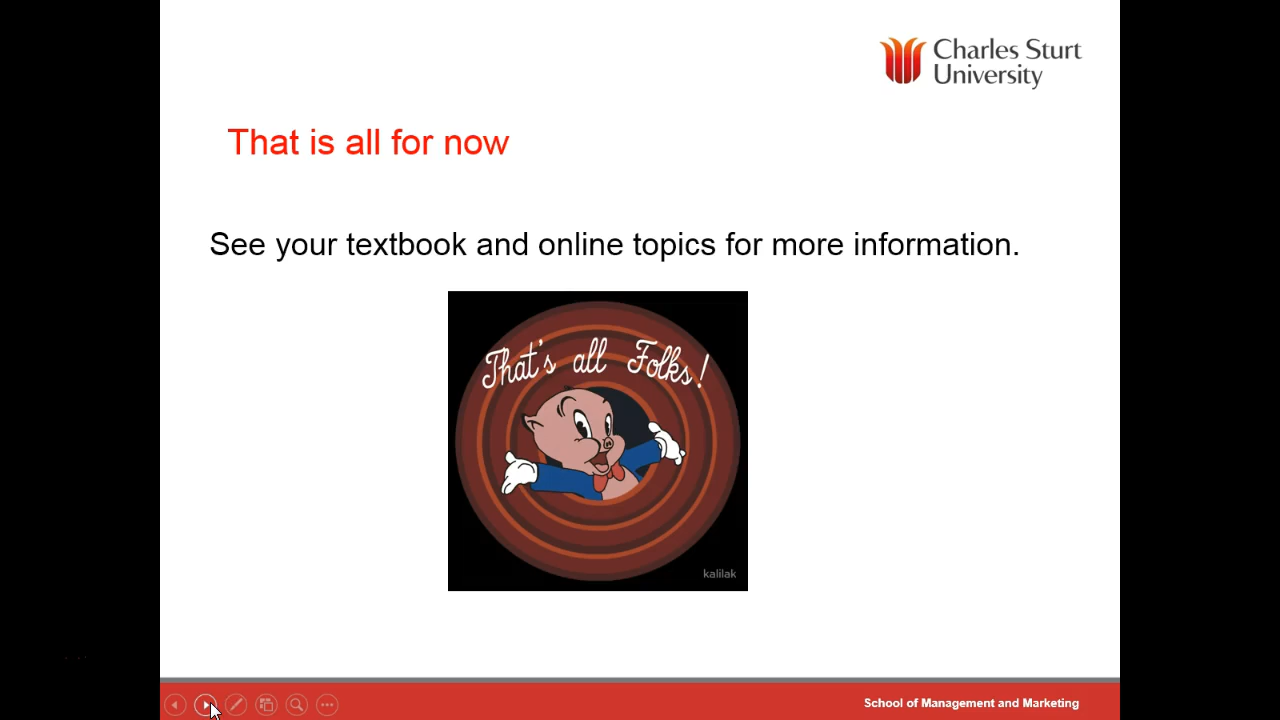 Charles Sturt
University
That is all for now
See your textbook and online topics for more information.
That's all Folks!
kalilak
School of Management and Marketing